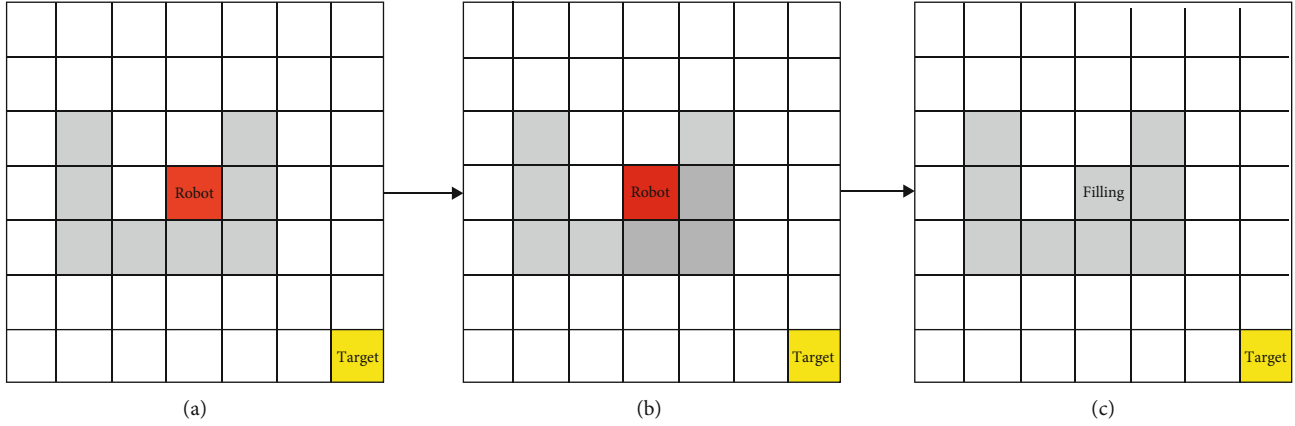 Robot
Robot
Filling
Target
Target
Target
(a)
(b)
(c)